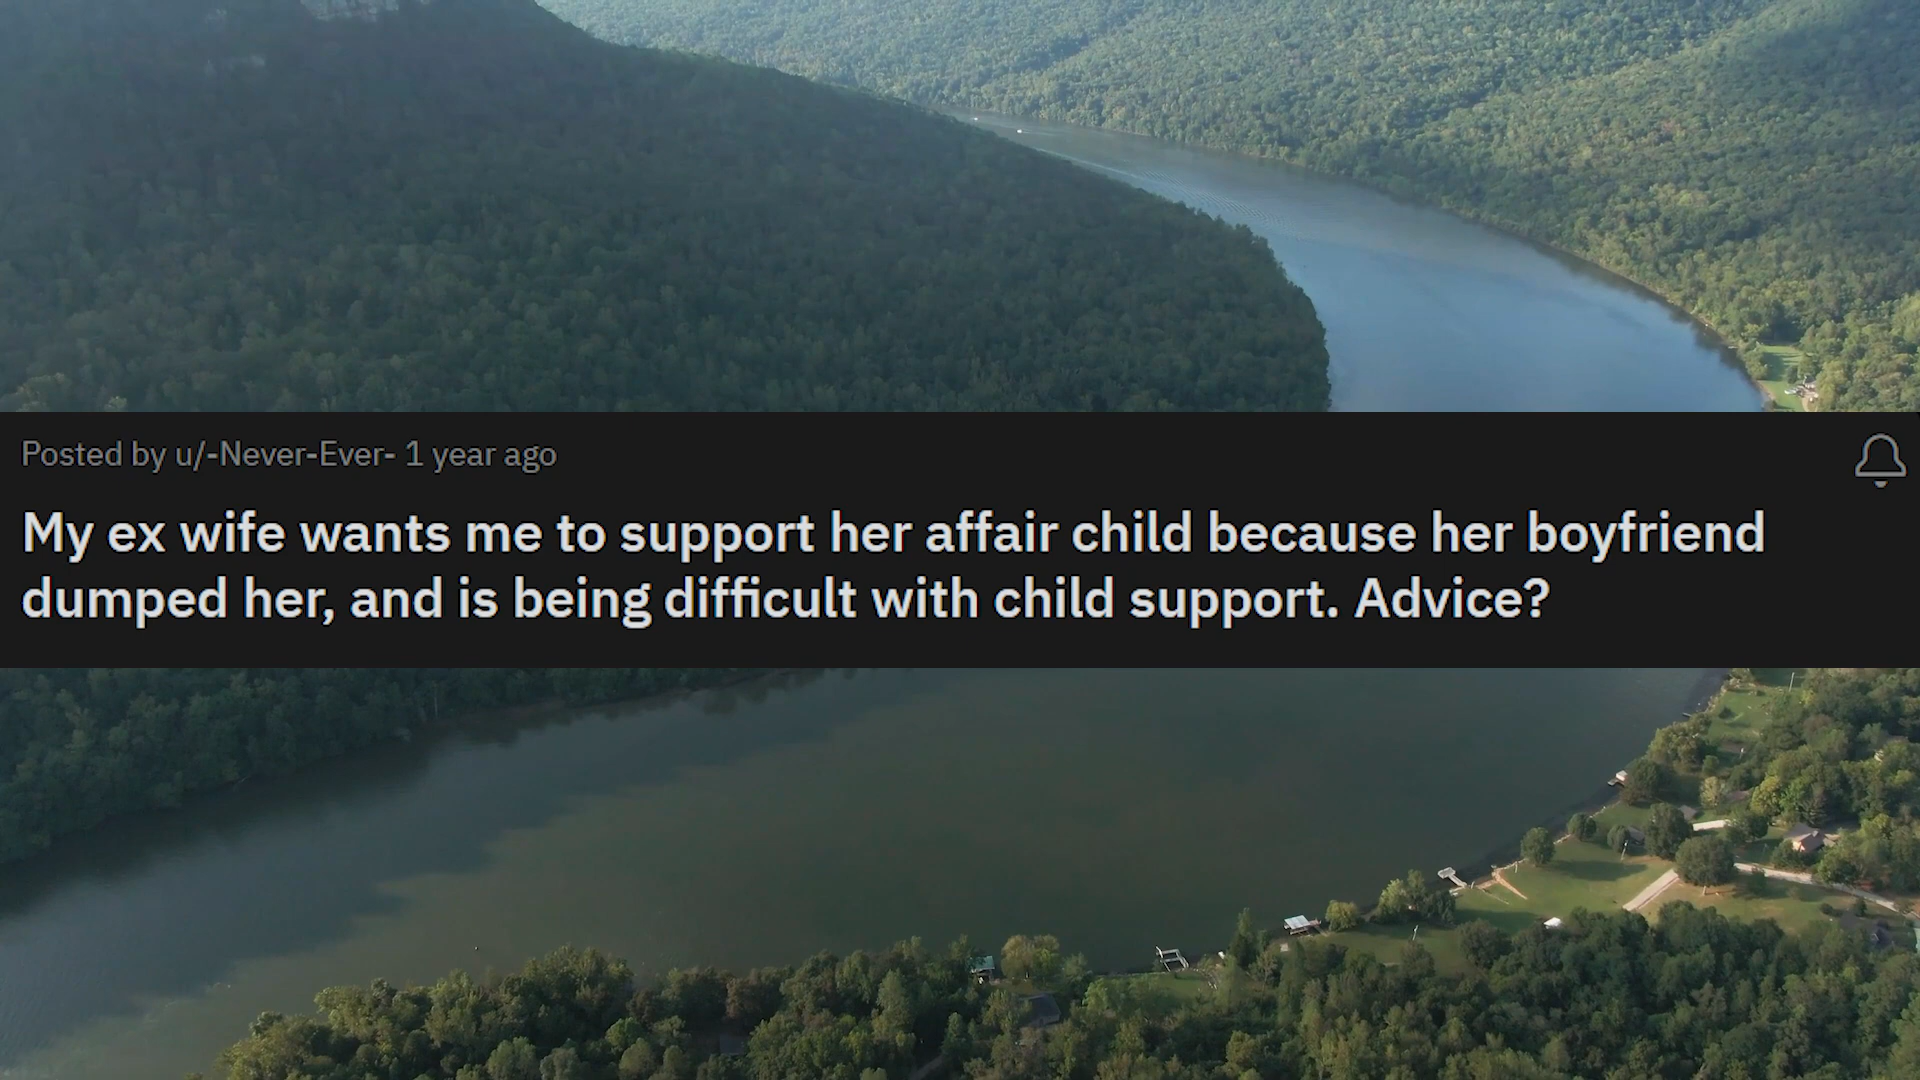 Posted by u/-Never-Ever- 1 year ago
My ex wife wants me to support her affair child because her boyfriend
dumped her, and is being difficult with child support. Advice?